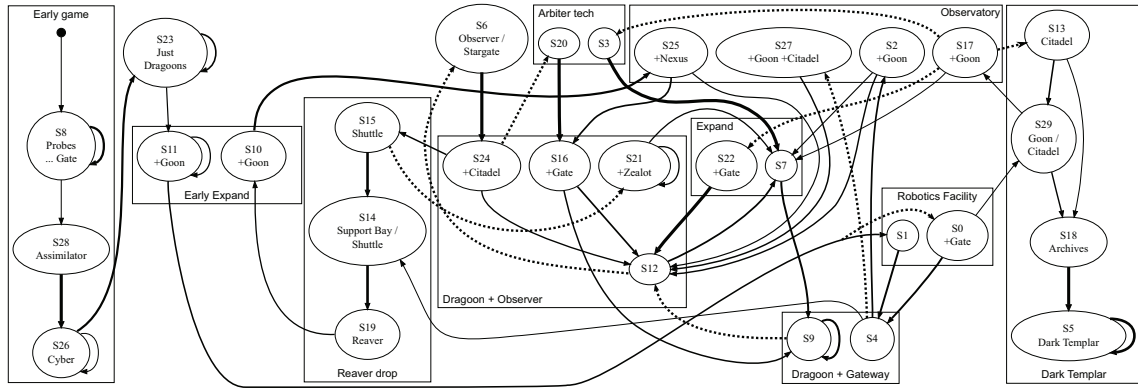 Early game
S8
Probes
... Gate
S28
Assimilator
S26
Cyber
S23
Just
Dragoons
S11
+Goon
S10
+Goon
Early Expand
S15
Shuttle
S14
Support Bay /
Shuttle
S19
Reaver
Reaver drop
S6
Observer /
Stargate
Arbiter tech
S20
S3
S24
+Citadel
S16
+Gate
S21
+Zealot
S12
Dragoon + Observer
Observatory
S25
+Nexus
S27
+Goon +Citadel
S2
+Goon
S17
+Goon
Expand
S22
+Gate
S7
Robotics Facility
S1
S0
+Gate
S9
S4
Dragoon + Gateway
S13
Citadel
S29
Goon /
Citadel
S18
Archives
S5
Dark Templar
Dark Templar